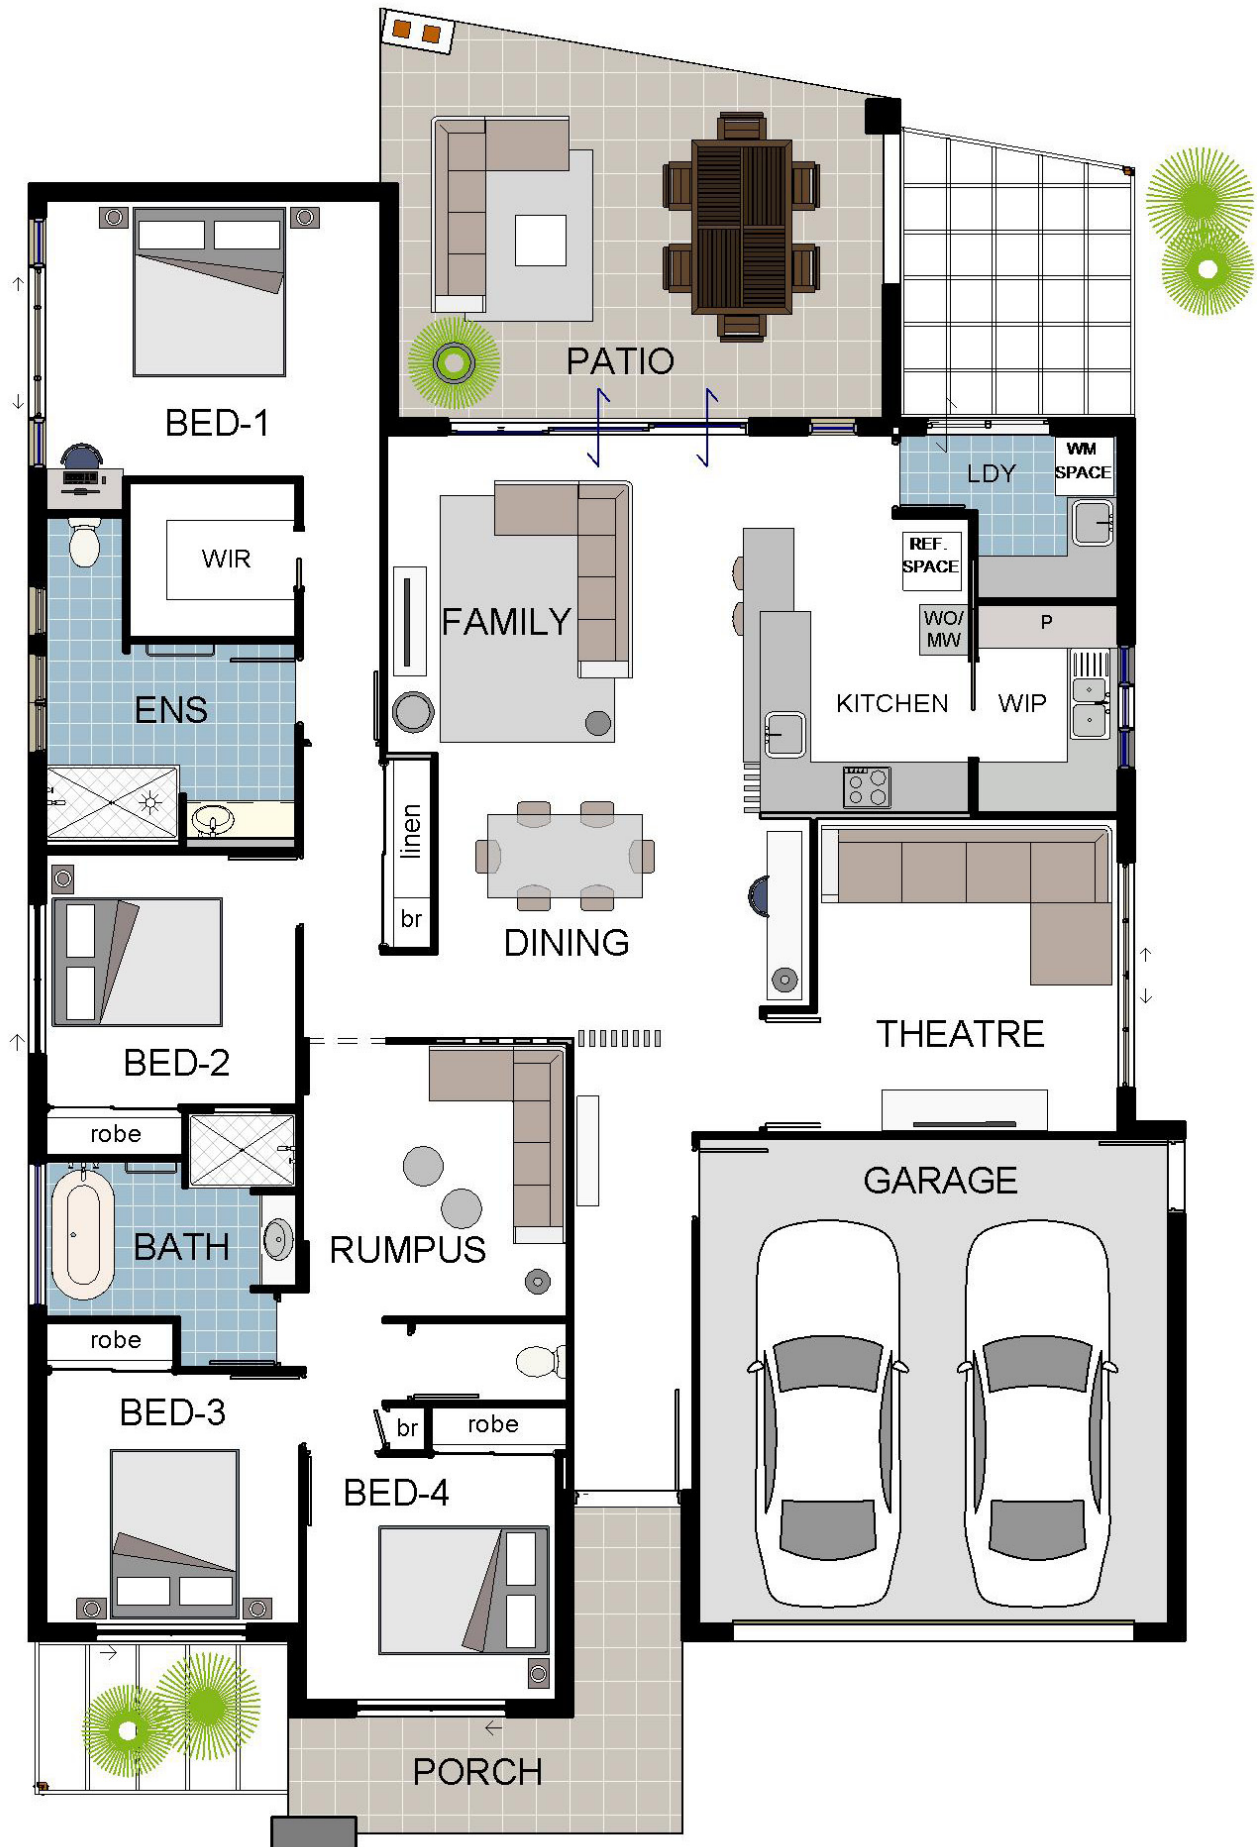 PATIO
BED-1
LDY
WM
SPACE
WIR
REF.
SPACE
FAMILY
WO/
MW
P
ENS
KITCHEN
WIP
linen
br
DINING
BED-2
THEATRE
robe
GARAGE
BATH
RUMPUS
robe
BED-3
br
robe
BED-4
PORCH